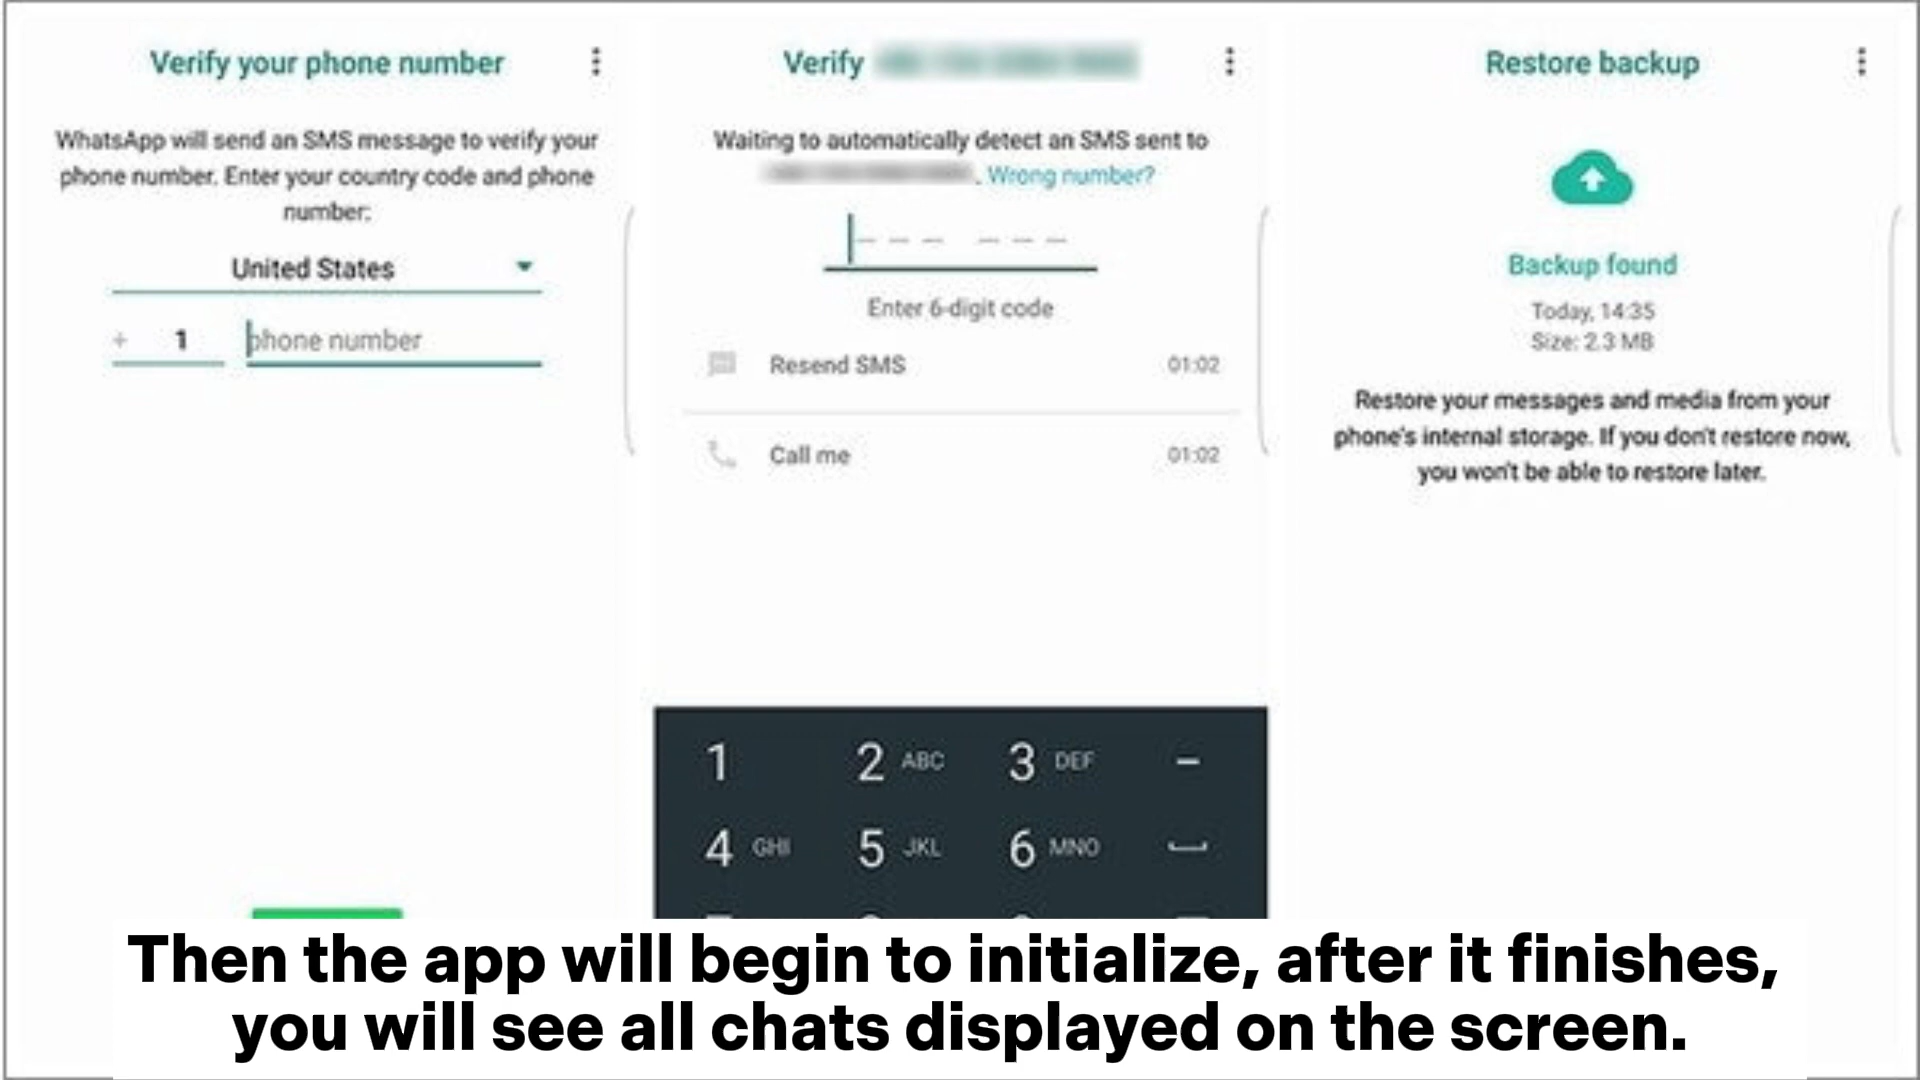 Verify your phone number
WhatsApp will send an SMS message to verify your
phone number. Enter your country code and phone
number:
United States
+ 1 phone number
Verify
Waiting to automatically detect an SMS sent to
. Wrong number?
– – – – – –
Enter 6-digit code
Resend SMS 01:02
Call me 01:02
1 2 ABC 3 DEF –
4 GHI 5 JKL 6 MNO
Restore backup
Backup found
Today, 14:35
Size: 2.3 MB
Restore your messages and media from your
phone's internal storage. If you don't restore now,
you won't be able to restore later.
Then the app will begin to initialize, after it finishes,
you will see all chats displayed on the screen.